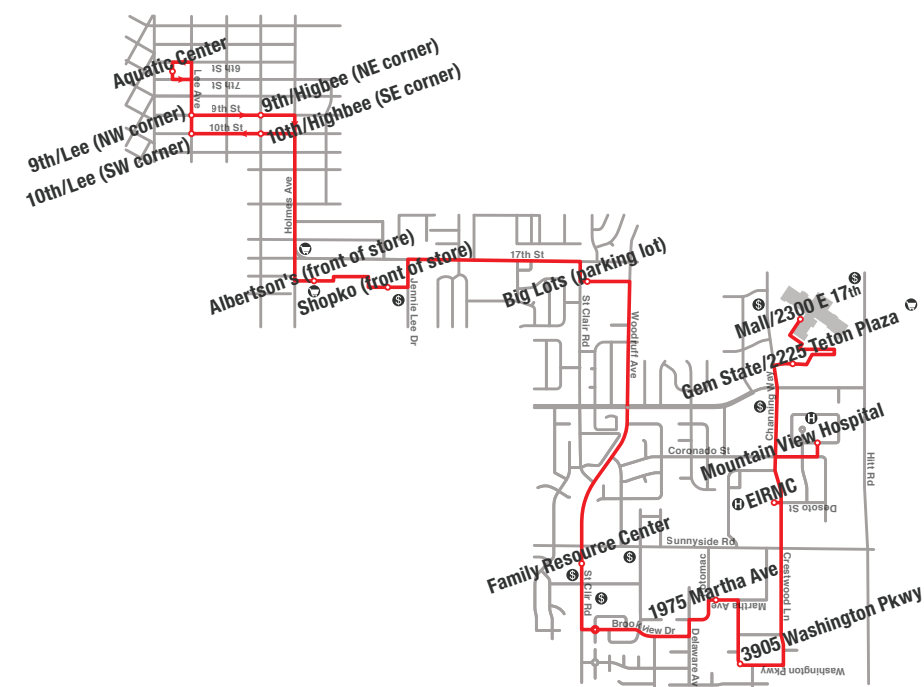 Aquatic Center
6th St
7th St
Lee Ave
9th St
10th St
9th/Higbee (NE corner)
10th/Highbee (SE corner)
9th/Lee (NW corner)
10th/Lee (SW corner)
Holmes Ave
Albertson's (front of store)
Shopko (front of store)
$
Jennie Lee Dr
17th St
Big Lots (parking lot)
St Clair Rd
Woodruff Ave
Mall/2300 E 17th
$
$
Gem State/2225 Teton Plaza
Channing Way
$
H
Mountain View Hospital
Coronado St
Hitt Rd
H
EIRMC
Desoto St
Sunnyside Rd
Family Resource Center
$
$
$
St Clir Rd
Potomac
1975 Martha Ave
Martha Ave
Crestwood Ln
Brookview Dr
Delaware Av
3905 Washington Pkwy
Washington Pkwy